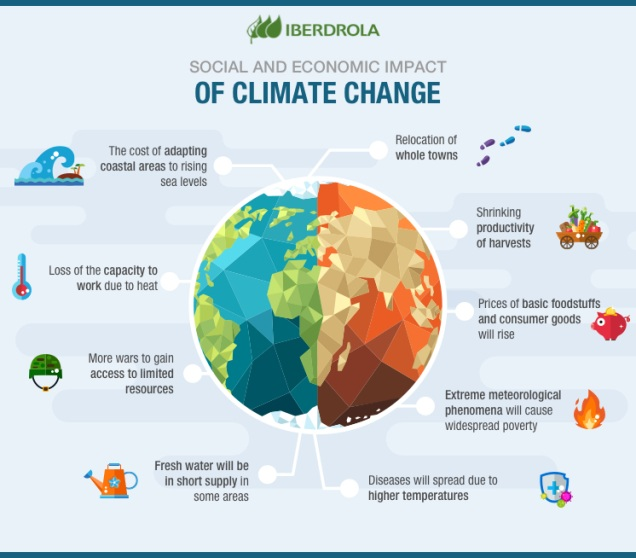 IBERDROLA
SOCIAL AND ECONOMIC IMPACT
OF CLIMATE CHANGE
The cost of adapting
coastal areas to rising
sea levels
Relocation of
whole towns
Shrinking
productivity
of harvests
Loss of the capacity to
work due to heat
Prices of basic foodstuffs
and consumer goods
will rise
More wars to gain
access to limited
resources
Extreme meteorological
phenomena will cause
widespread poverty
Fresh water will be
in short supply in
some areas
Diseases will spread due to
higher temperatures